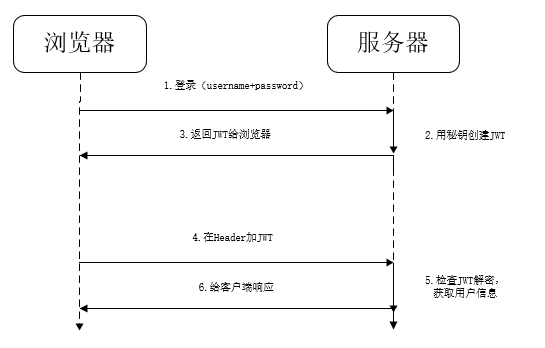 浏览器
服务器
1.登录（username+password）
3.返回JWT给浏览器
2.用秘钥创建JWT
4.在Header加JWT
5.检查JWT解密，
获取用户信息
6.给客户端响应